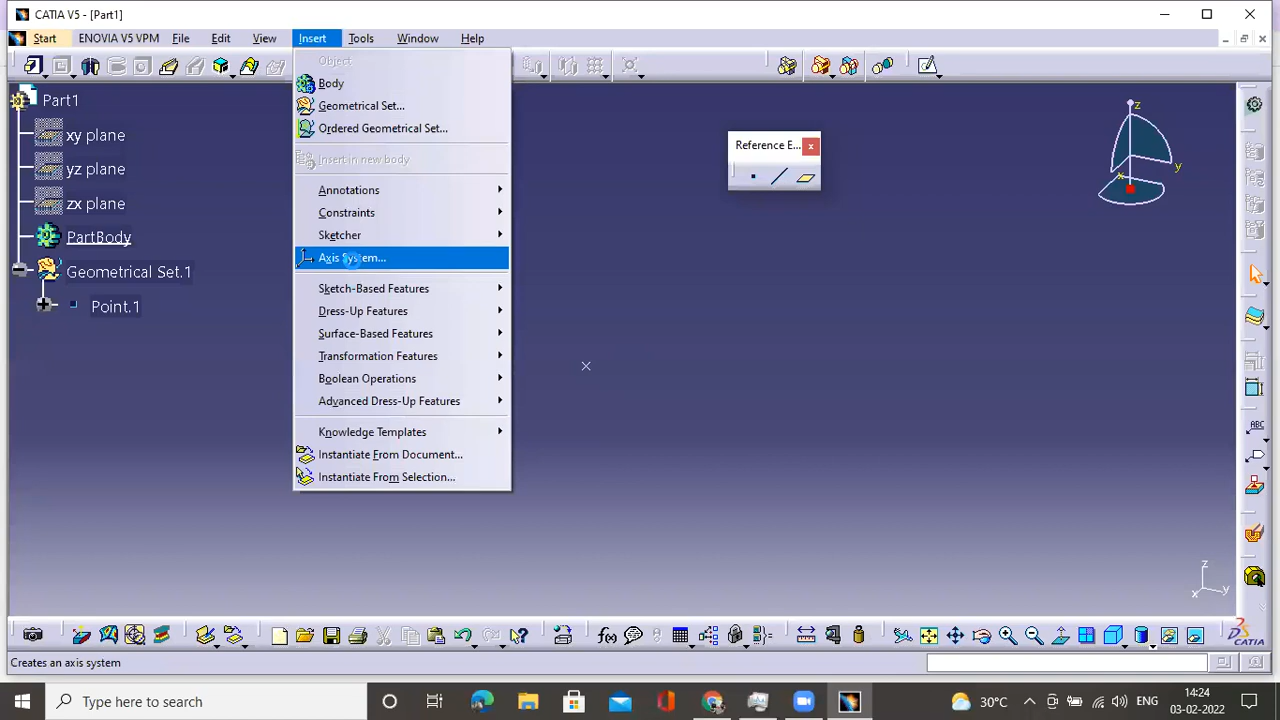 CATIA V5 - [Part1]
Start ENOVIA V5 VPM File Edit View Insert Tools Window Help
Object
Body
Geometrical Set...
Ordered Geometrical Set...
Insert in new body
Annotations
Constraints
Sketcher
Axis System...
Sketch-Based Features
Dress-Up Features
Surface-Based Features
Transformation Features
Boolean Operations
Advanced Dress-Up Features
Knowledge Templates
Instantiate From Document...
Instantiate From Selection...
Part1
xy plane
yz plane
zx plane
PartBody
Geometrical Set.1
Point.1
Reference E... x
z
y
x
ABC
z
x y
f(x)
CATIA
Creates an axis system
Type here to search
30°C
ENG
14:24
03-02-2022